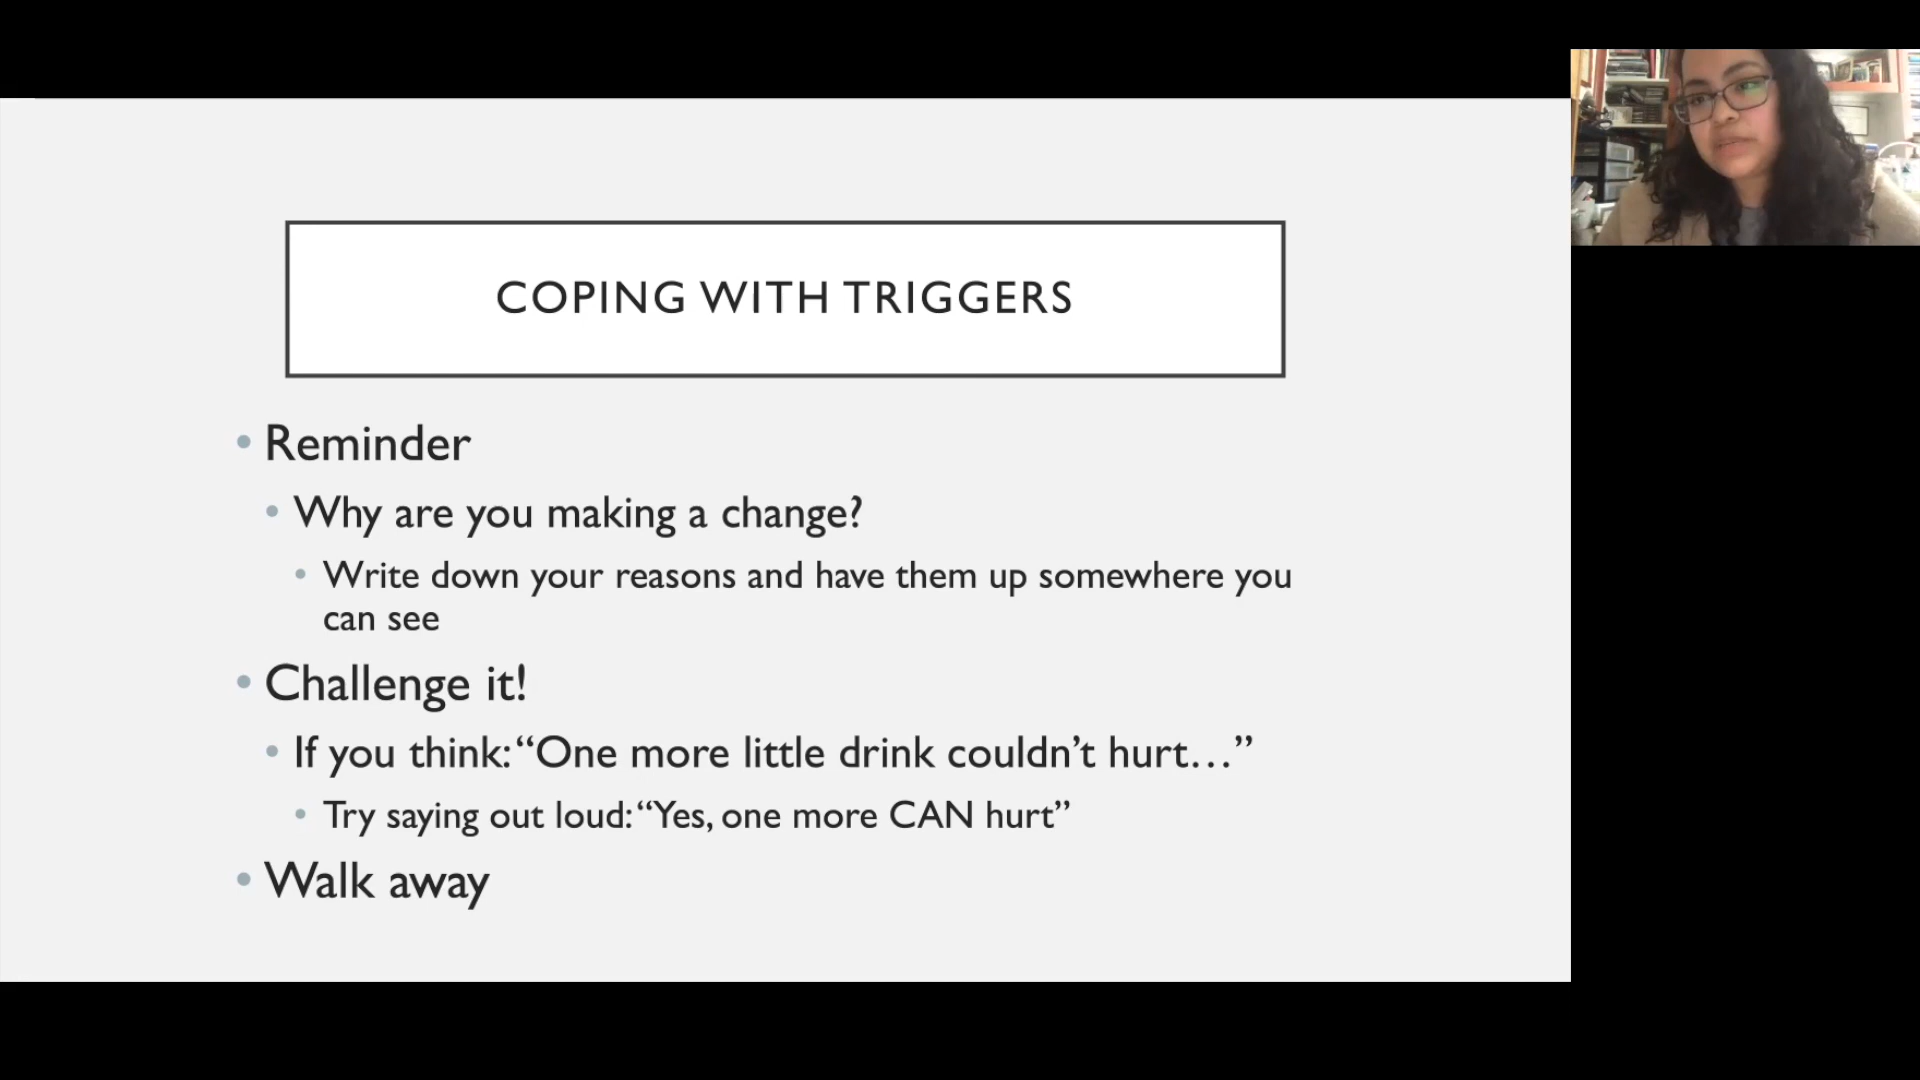 COPING WITH TRIGGERS
• Reminder
• Why are you making a change?
• Write down your reasons and have them up somewhere you
can see
• Challenge it!
• If you think: “One more little drink couldn’t hurt…”
• Try saying out loud: “Yes, one more CAN hurt”
• Walk away